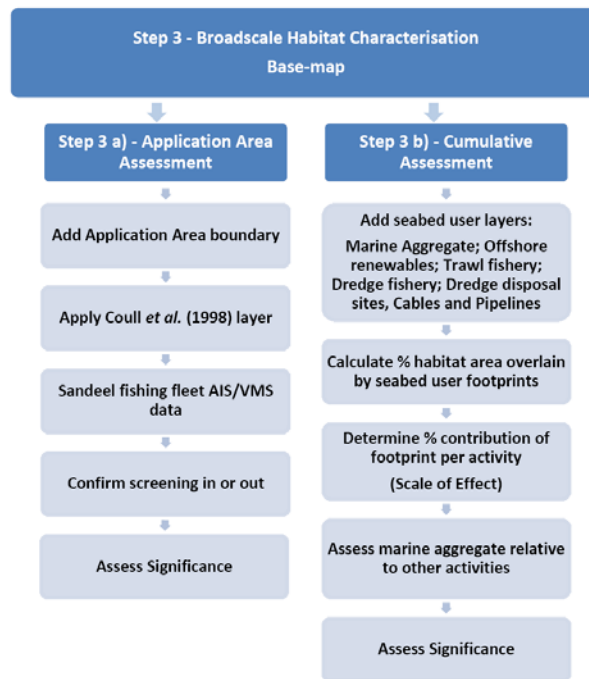 Step 3 - Broadscale Habitat Characterisation
Base-map
Step 3 a) - Application Area
Assessment
Add Application Area boundary
Apply Coull et al. (1998) layer
Sandeel fishing fleet AIS/VMS
data
Confirm screening in or out
Assess Significance
Step 3 b) - Cumulative
Assessment
Add seabed user layers:
Marine Aggregate; Offshore
renewables; Trawl fishery;
Dredge fishery; Dredge disposal
sites, Cables and Pipelines
Calculate % habitat area overlain
by seabed user footprints
Determine % contribution of
footprint per activity
(Scale of Effect)
Assess marine aggregate relative
to other activities
Assess Significance